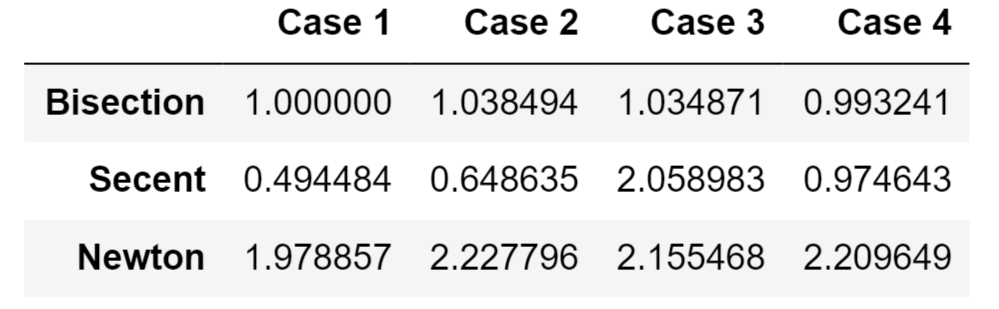 Case 1 Case 2 Case 3 Case 4
Bisection 1.000000 1.038494 1.034871 0.993241
Secent 0.494484 0.648635 2.058983 0.974643
Newton 1.978857 2.227796 2.155468 2.209649